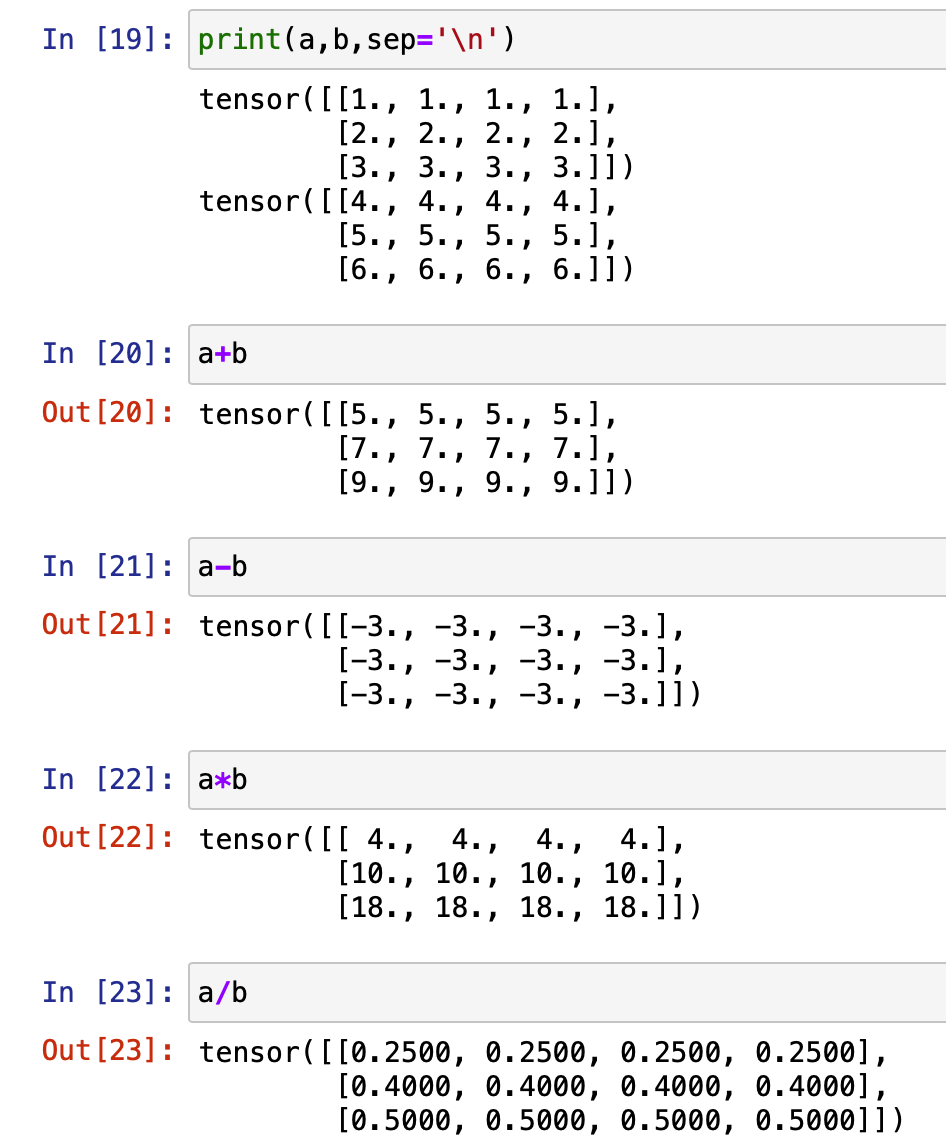 In [19]: print(a,b,sep='\n')
tensor([[1., 1., 1., 1.],
        [2., 2., 2., 2.],
        [3., 3., 3., 3.]])
tensor([[4., 4., 4., 4.],
        [5., 5., 5., 5.],
        [6., 6., 6., 6.]])
In [20]: a+b
Out[20]: tensor([[5., 5., 5., 5.],
        [7., 7., 7., 7.],
        [9., 9., 9., 9.]])
In [21]: a-b
Out[21]: tensor([[-3., -3., -3., -3.],
        [-3., -3., -3., -3.],
        [-3., -3., -3., -3.]])
In [22]: a*b
Out[22]: tensor([[ 4.,  4.,  4.,  4.],
        [10., 10., 10., 10.],
        [18., 18., 18., 18.]])
In [23]: a/b
Out[23]: tensor([[0.2500, 0.2500, 0.2500, 0.2500],
        [0.4000, 0.4000, 0.4000, 0.4000],
        [0.5000, 0.5000, 0.5000, 0.5000]])